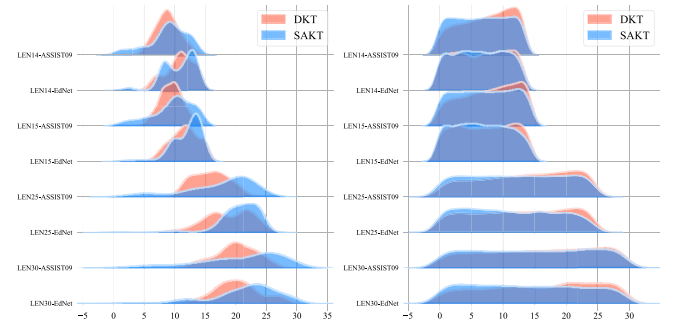 DKT
SAKT
LEN14-ASSIST09
LEN14-EdNet
LEN15-ASSIST09
LEN15-EdNet
LEN25-ASSIST09
LEN25-EdNet
LEN30-ASSIST09
LEN30-EdNet
−5 0 5 10 15 20 25 30 35
DKT
SAKT
LEN14-ASSIST09
LEN14-EdNet
LEN15-ASSIST09
LEN15-EdNet
LEN25-ASSIST09
LEN25-EdNet
LEN30-ASSIST09
LEN30-EdNet
−5 0 5 10 15 20 25 30